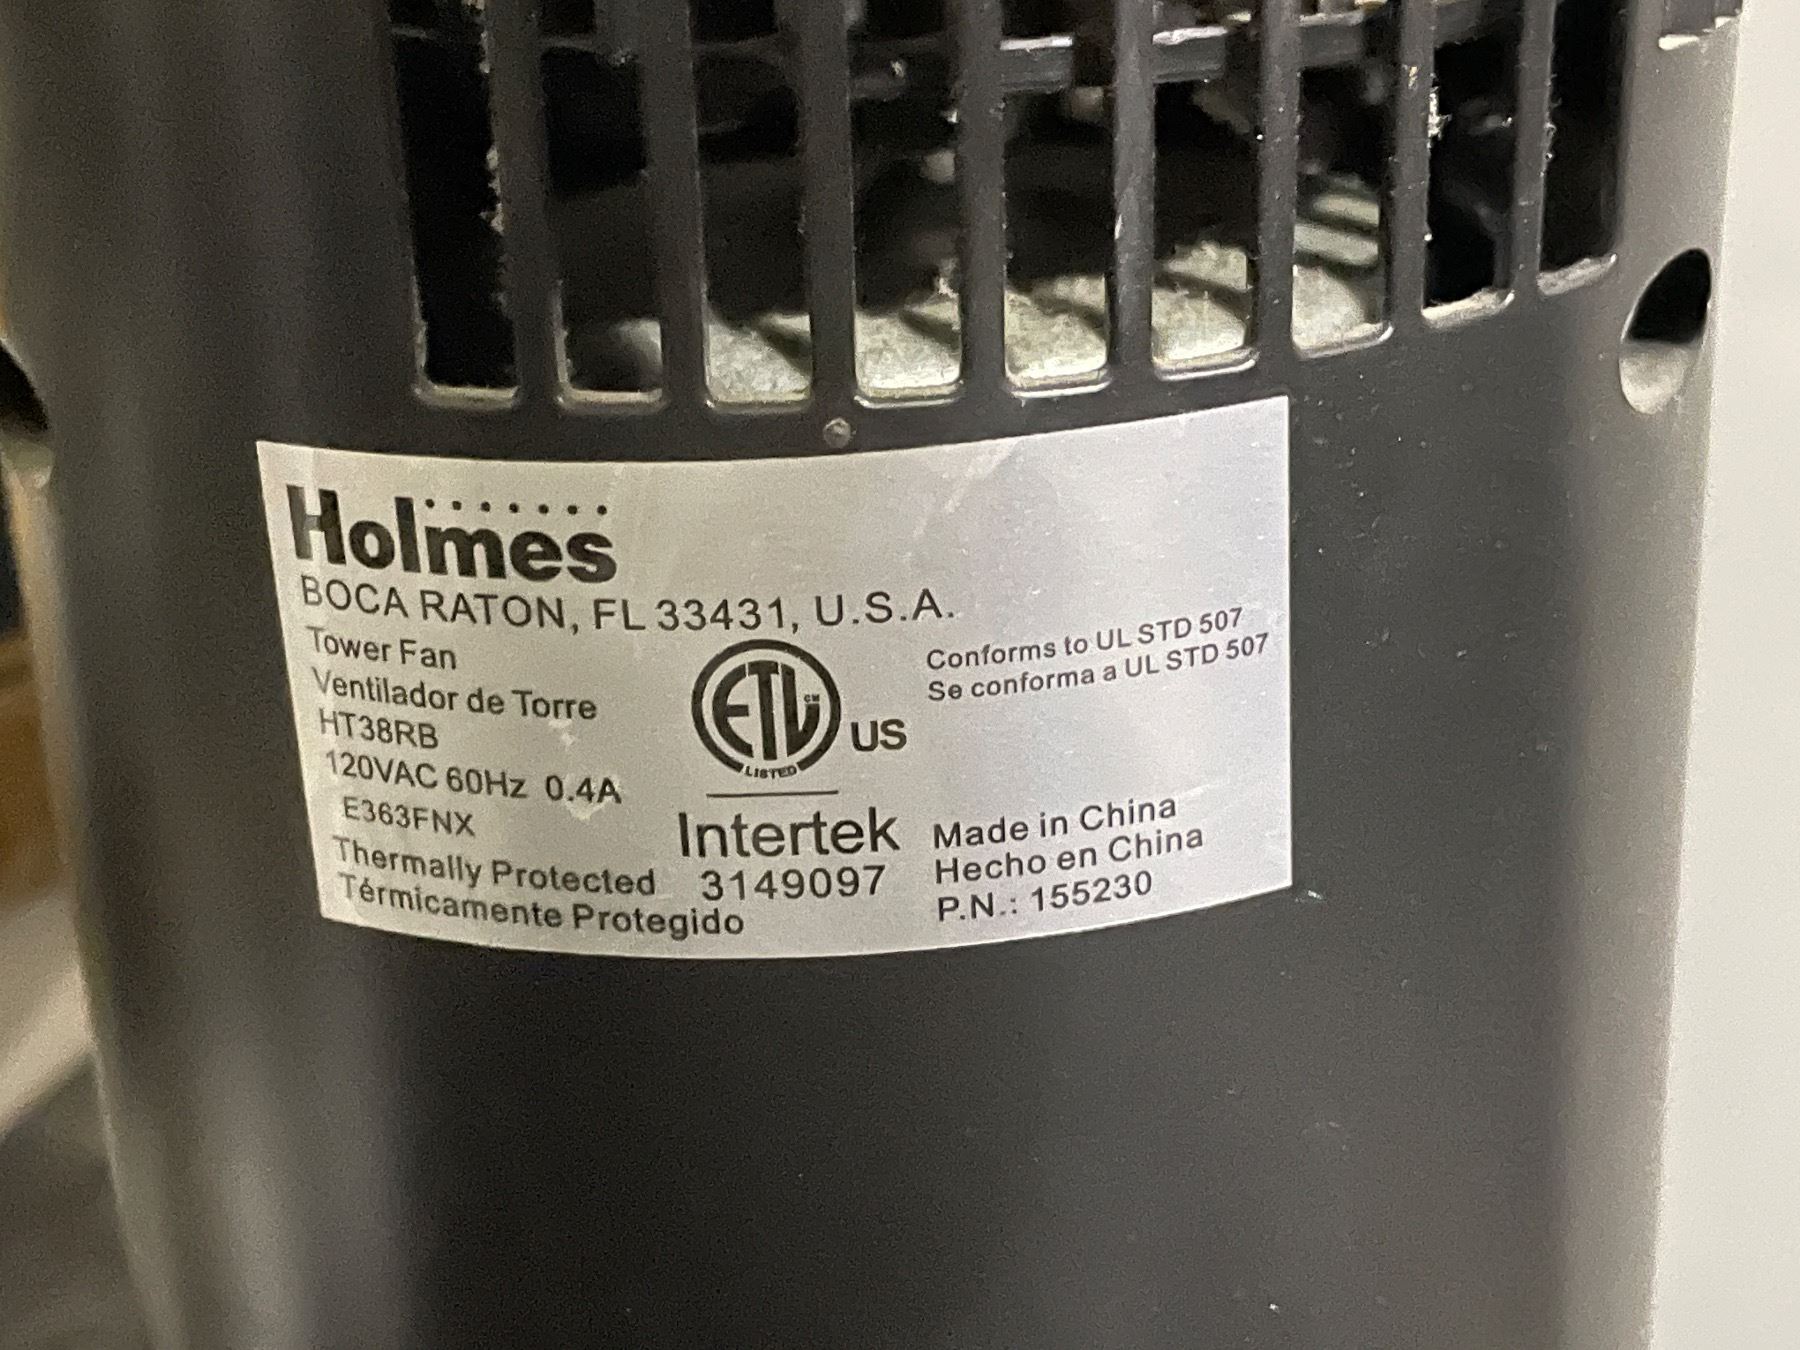 Holmes
BOCA RATON, FL 33431, U.S.A.
Tower Fan
Ventilador de Torre
HT38RB
120VAC 60Hz 0.4A
E363FNX
Thermally Protected
Térmicamente Protegido
ETL CM
LISTED
US
Intertek
3149097
Conforms to UL STD 507
Se conforma a UL STD 507
Made in China
Hecho en China
P.N.: 155230